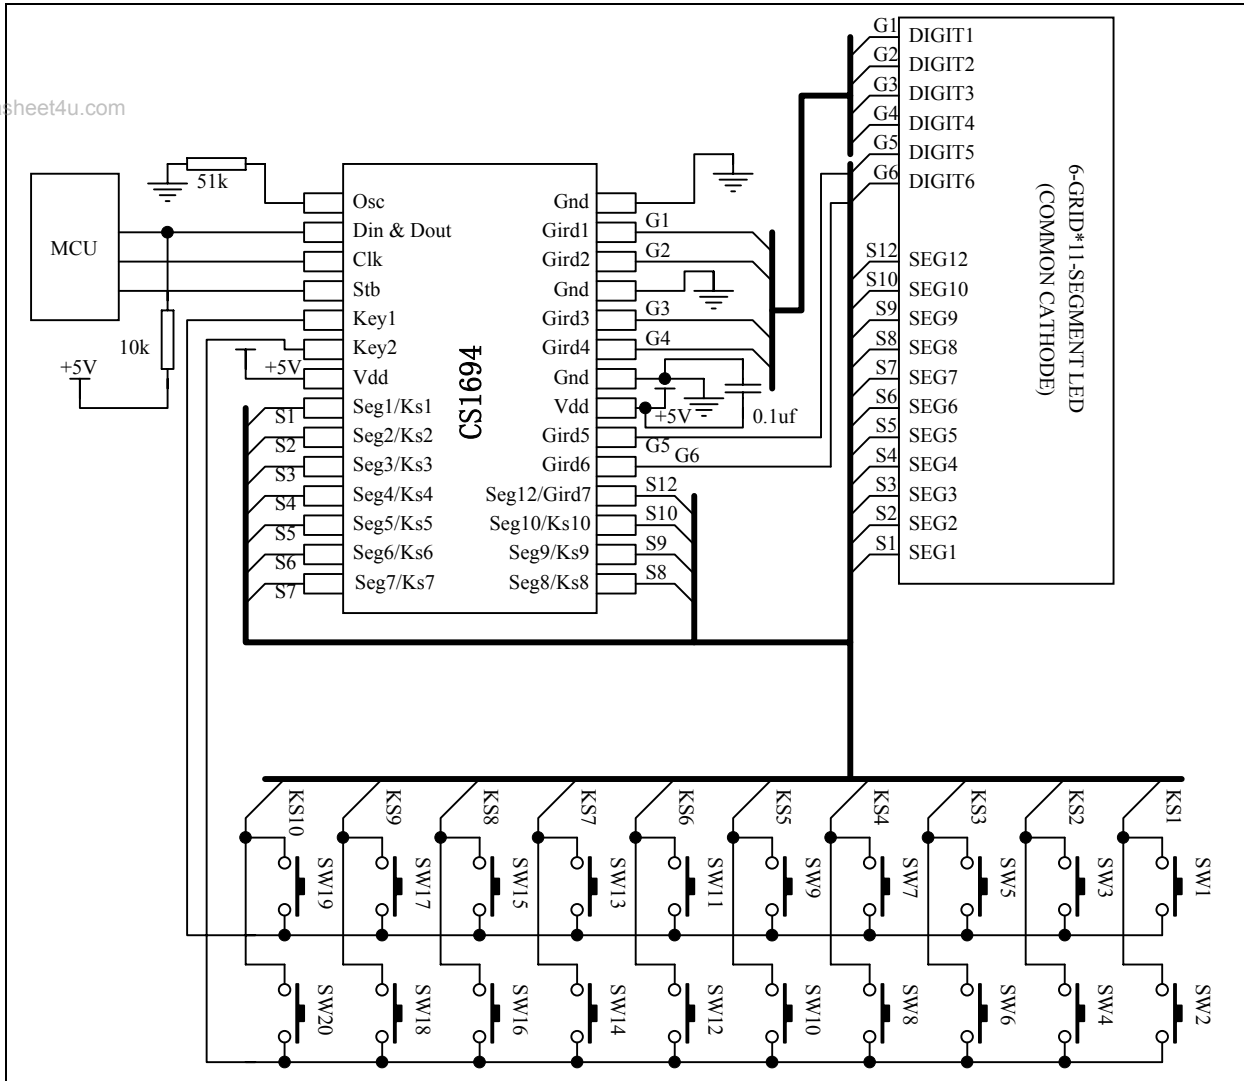 sheet4u.com
51k
MCU
10k
+5V
+5V
Osc
Din & Dout
Clk
Stb
Key1
Key2
Vdd
Seg1/Ks1
Seg2/Ks2
Seg3/Ks3
Seg4/Ks4
Seg5/Ks5
Seg6/Ks6
Seg7/Ks7
S1
S2
S3
S4
S5
S6
S7
CS1694
Gnd
Gird1
Gird2
Gnd
Gird3
Gird4
Gnd
Vdd
Gird5
Gird6
Seg12/Gird7
Seg10/Ks10
Seg9/Ks9
Seg8/Ks8
G1
G2
G3
G4
+5V
0.1uf
G5
G6
S12
S10
S9
S8
G1 DIGIT1
G2 DIGIT2
G3 DIGIT3
G4 DIGIT4
G5 DIGIT5
G6 DIGIT6
S12 SEG12
S10 SEG10
S9 SEG9
S8 SEG8
S7 SEG7
S6 SEG6
S5 SEG5
S4 SEG4
S3 SEG3
S2 SEG2
S1 SEG1
6-GRID*11-SEGMENT LED
(COMMON CATHODE)
KS10
KS9
KS8
KS7
KS6
KS5
KS4
KS3
KS2
KS1
SW19
SW17
SW15
SW13
SW11
SW9
SW7
SW5
SW3
SW1
SW20
SW18
SW16
SW14
SW12
SW10
SW8
SW6
SW4
SW2